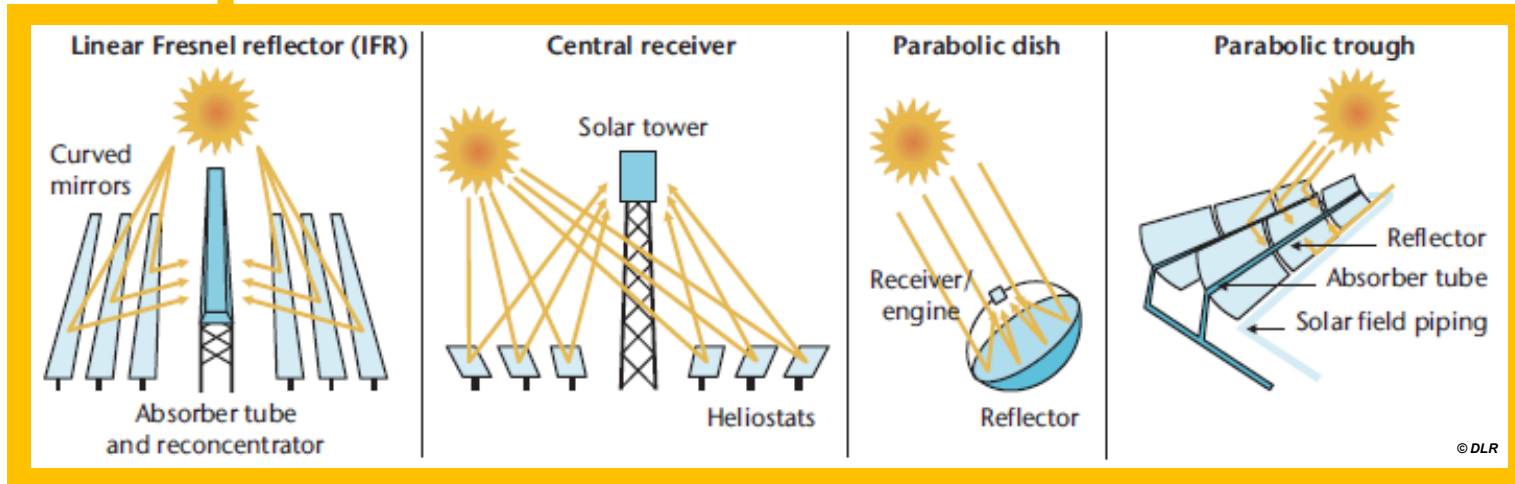 Linear Fresnel reflector (IFR)
Curved
mirrors
Absorber tube
and reconcentrator
Central receiver
Solar tower
Heliostats
Parabolic dish
Receiver/
engine
Reflector
Parabolic trough
Reflector
Absorber tube
Solar field piping
© DLR